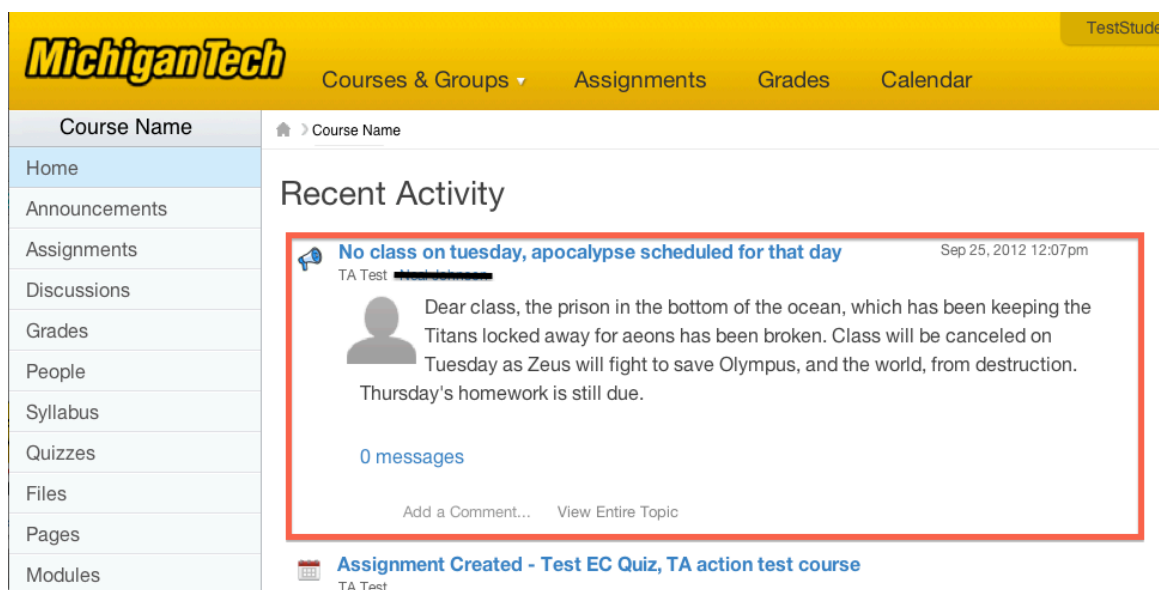 TestStude
MichiganTech
Courses & Groups
Assignments
Grades
Calendar
Course Name
Course Name
Home
Announcements
Assignments
Discussions
Grades
People
Syllabus
Quizzes
Files
Pages
Modules
Recent Activity
No class on tuesday, apocalypse scheduled for that day
Sep 25, 2012 12:07pm
TA Test
Dear class, the prison in the bottom of the ocean, which has been keeping the
Titans locked away for aeons has been broken. Class will be canceled on
Tuesday as Zeus will fight to save Olympus, and the world, from destruction.
Thursday's homework is still due.
0 messages
Add a Comment...
View Entire Topic
Assignment Created - Test EC Quiz, TA action test course
TA Test